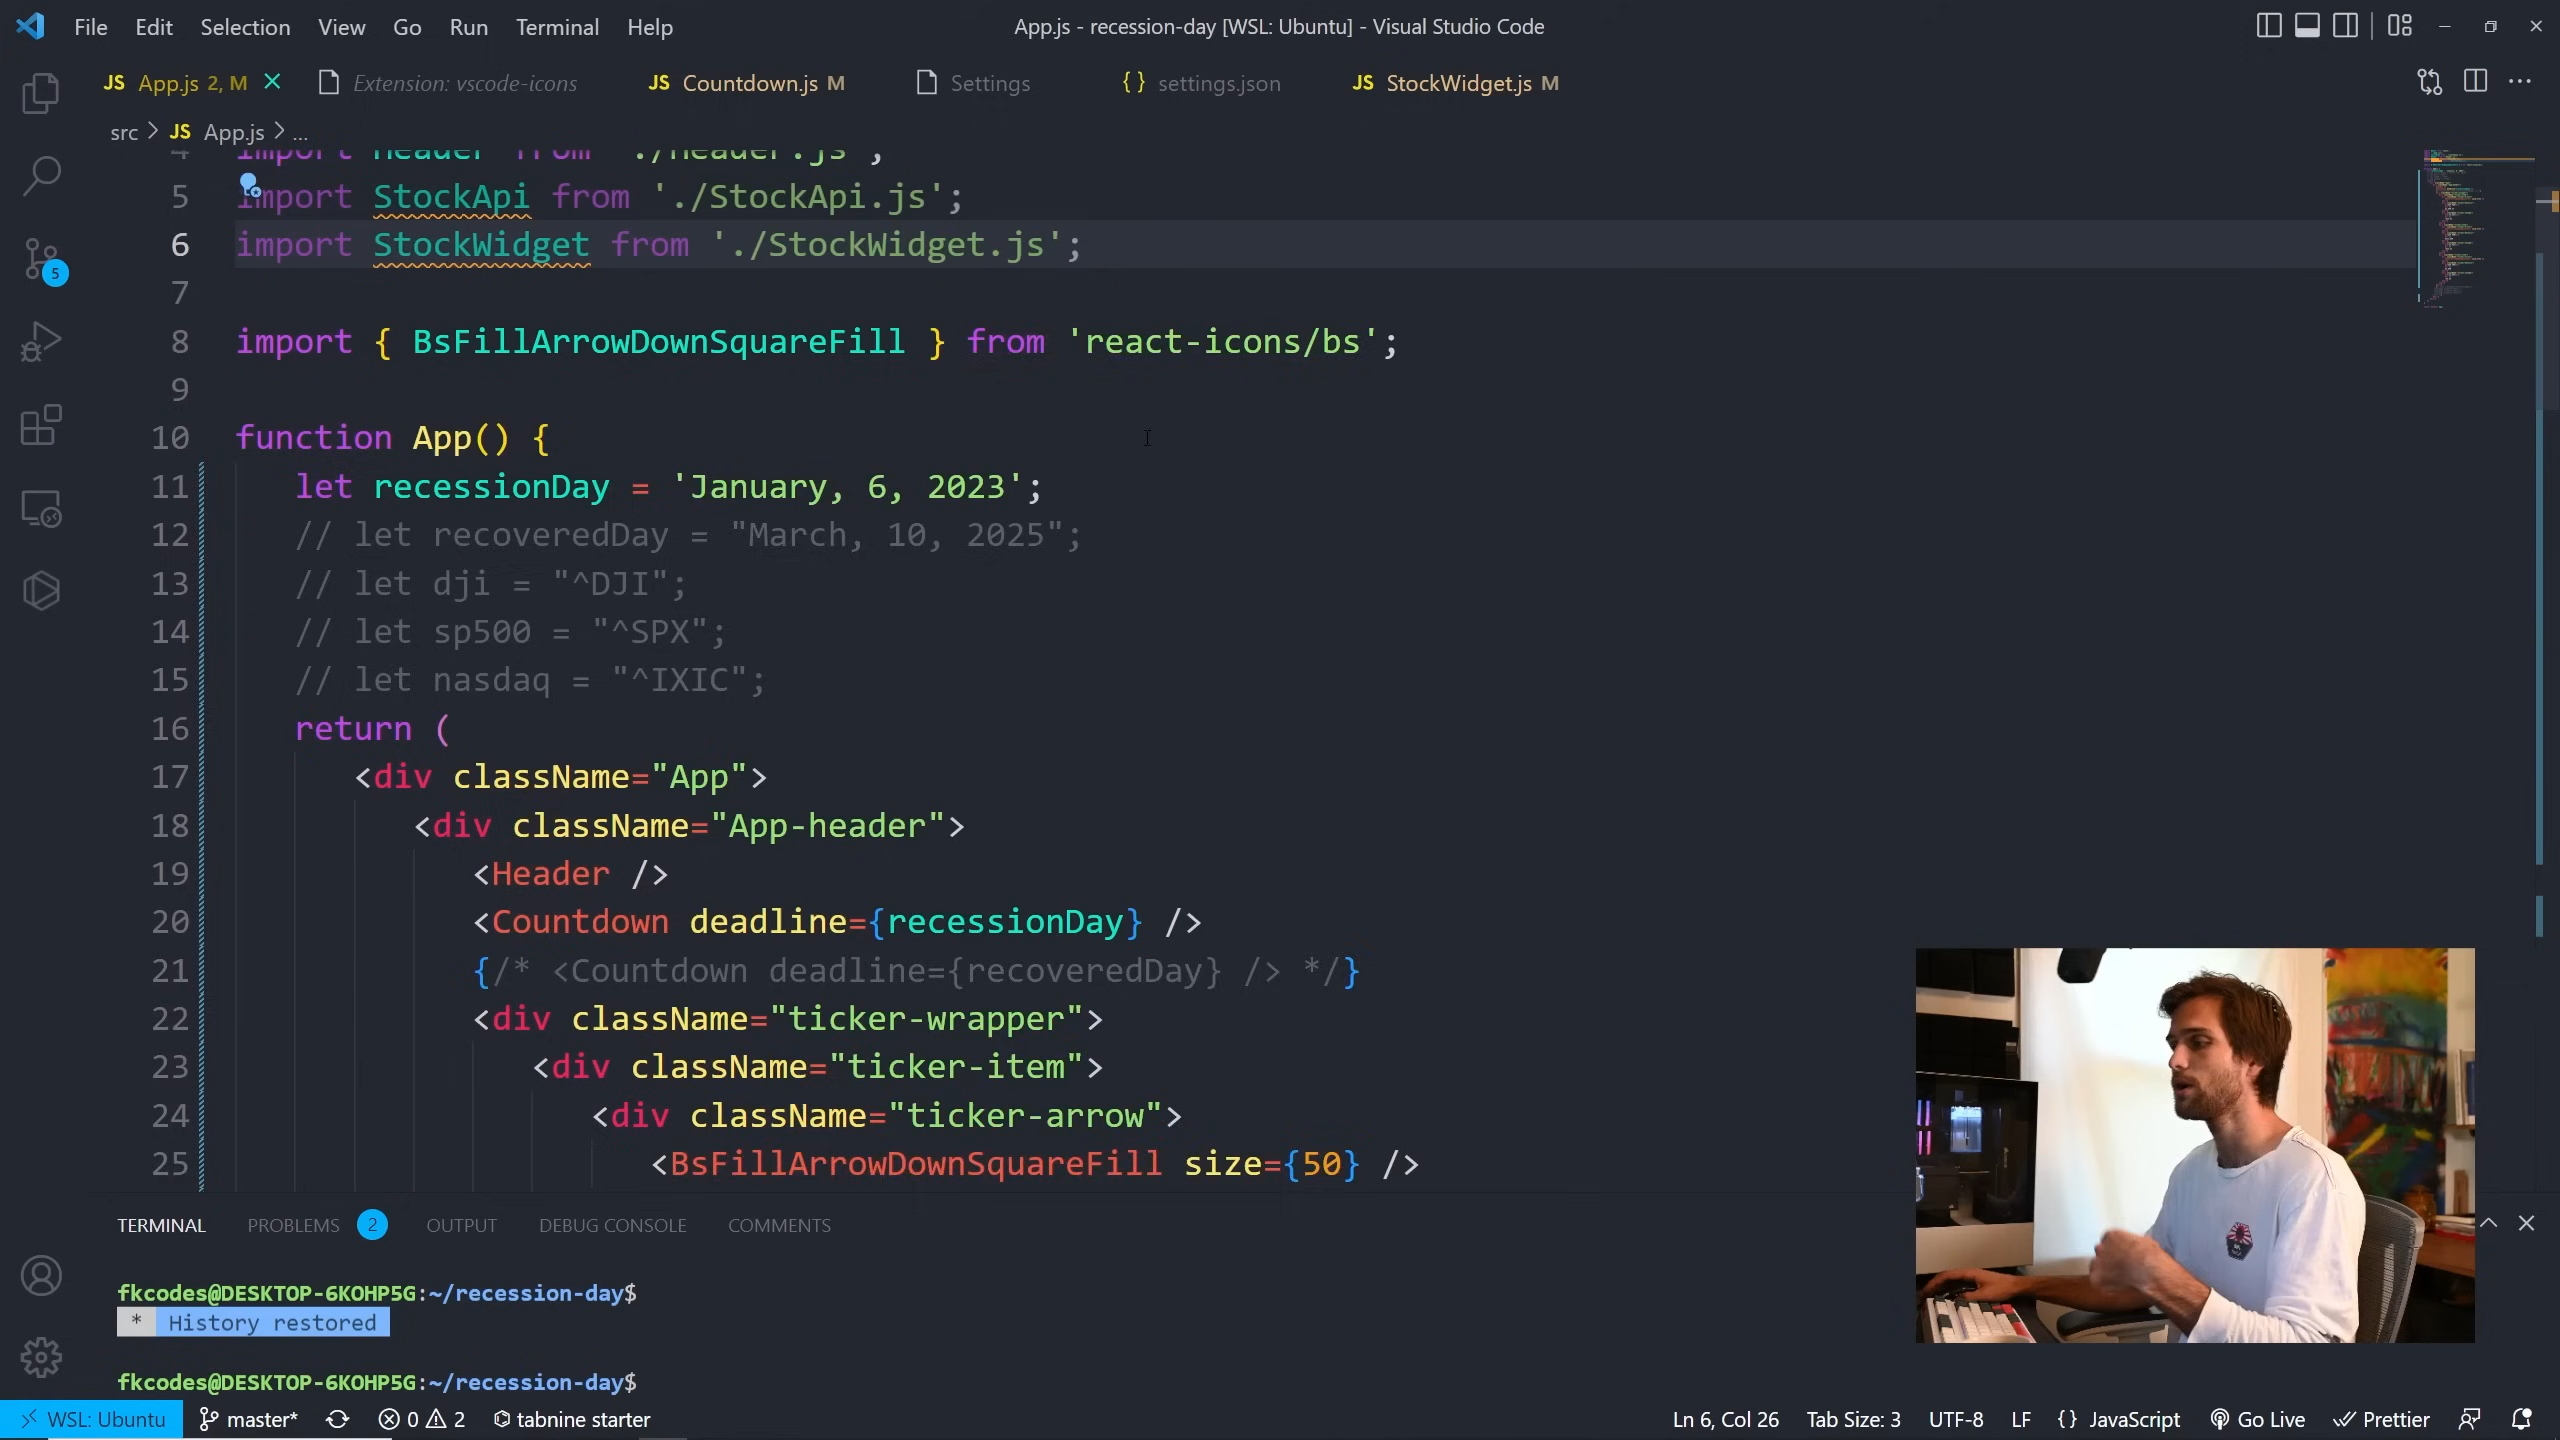 File Edit Selection View Go Run Terminal Help
App.js - recession-day [WSL: Ubuntu] - Visual Studio Code
JS App.js 2, M
Extension: vscode-icons
JS Countdown.js M
Settings
{} settings.json
JS StockWidget.js M
src > JS App.js > ...
4 import Header from './header.js';
5 import StockApi from './StockApi.js';
6 import StockWidget from './StockWidget.js';
7
8 import { BsFillArrowDownSquareFill } from 'react-icons/bs';
9
10 function App() {
11 let recessionDay = 'January, 6, 2023';
12 // let recoveredDay = "March, 10, 2025";
13 // let dji = "^DJI";
14 // let sp500 = "^SPX";
15 // let nasdaq = "^IXIC";
16 return (
17 <div className="App">
18 <div className="App-header">
19 <Header />
20 <Countdown deadline={recessionDay} />
21 {/* <Countdown deadline={recoveredDay} /> */}
22 <div className="ticker-wrapper">
23 <div className="ticker-item">
24 <div className="ticker-arrow">
25 <BsFillArrowDownSquareFill size={50} />
5
TERMINAL PROBLEMS 2 OUTPUT DEBUG CONSOLE COMMENTS
fkcodes@DESKTOP-6KOHP5G:~/recession-day$
* History restored
fkcodes@DESKTOP-6KOHP5G:~/recession-day$
WSL: Ubuntu master* 0 2 tabnine starter
Ln 6, Col 26 Tab Size: 3 UTF-8 LF {} JavaScript Go Live Prettier